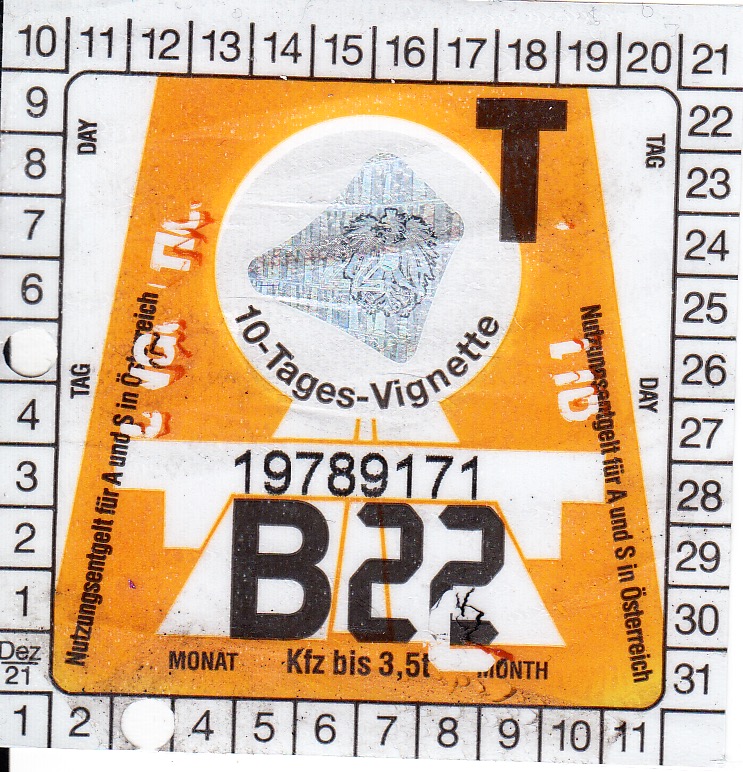 10 11 12 13 14 15 16 17 18 19 20 21
9
8
7
6
4
3
2
1
Dez
21
DAY
TAG
T
TAG
DAY
22
23
24
25
26
27
28
29
30
31
10-Tages-Vignette
Nutzungsentgelt für A und S in Österreich
Nutzungsentgelt für A und S in Österreich
19789171
B22
MONAT Kfz bis 3,5t MONTH
1 2 4 5 6 7 8 9 10 11